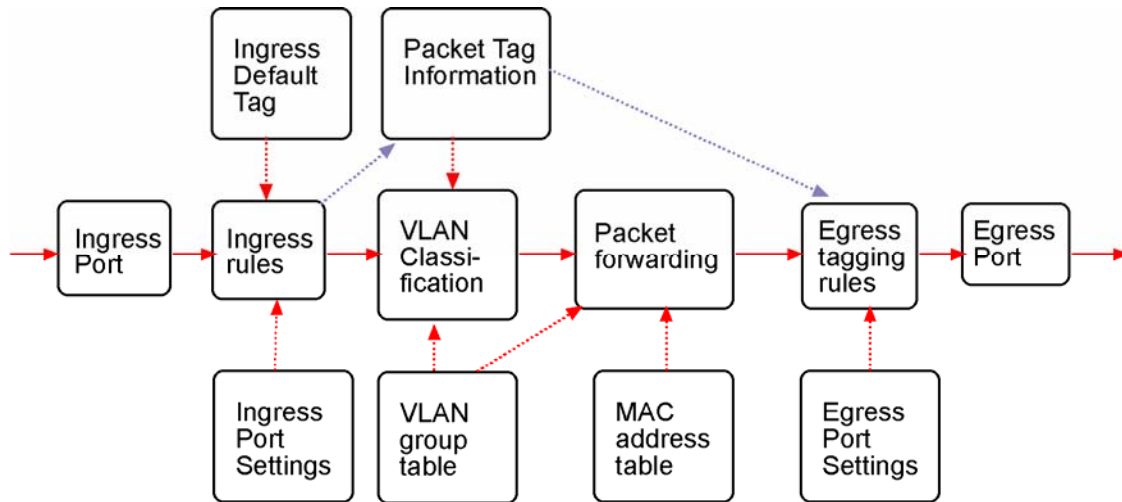 Ingress
Default
Tag
Packet Tag
Information
Ingress
Port
Ingress
rules
VLAN
Classi-
fication
Packet
forwarding
Egress
tagging
rules
Egress
Port
Ingress
Port
Settings
VLAN
group
table
MAC
address
table
Egress
Port
Settings